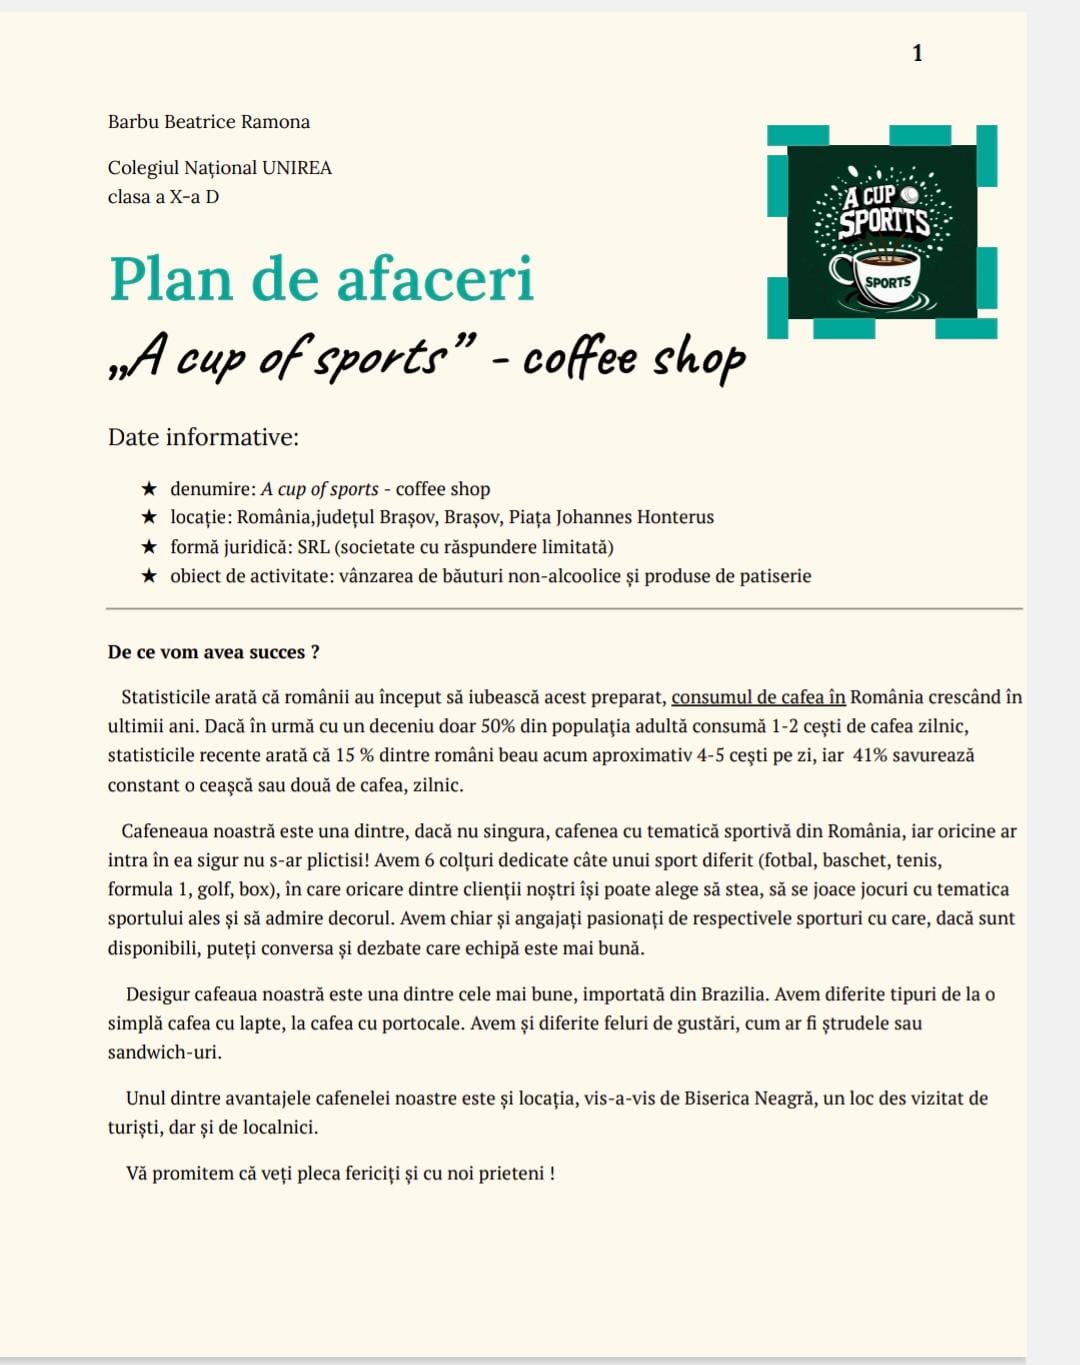 1
Barbu Beatrice Ramona
Colegiul Național UNIREA
clasa a X-a D
A CUP
SPORTTS
SPORTS
Plan de afaceri
„A cup of sports” - coffee shop
Date informative:
★ denumire: A cup of sports - coffee shop
★ locație: România,județul Brașov, Brașov, Piața Johannes Honterus
★ formă juridică: SRL (societate cu răspundere limitată)
★ obiect de activitate: vânzarea de băuturi non-alcoolice și produse de patiserie
De ce vom avea succes ?
Statisticile arată că românii au început să iubească acest preparat, consumul de cafea în România crescând în
ultimii ani. Dacă în urmă cu un deceniu doar 50% din populația adultă consumă 1-2 cești de cafea zilnic,
statisticile recente arată că 15 % dintre români beau acum aproximativ 4-5 cești pe zi, iar 41% savurează
constant o ceașcă sau două de cafea, zilnic.
Cafeneaua noastră este una dintre, dacă nu singura, cafenea cu tematică sportivă din România, iar oricine ar
intra în ea sigur nu s-ar plictisi! Avem 6 colțuri dedicate câte unui sport diferit (fotbal, baschet, tenis,
formula 1, golf, box), în care oricare dintre clienții noștri își poate alege să stea, să se joace jocuri cu tematica
sportului ales și să admire decorul. Avem chiar și angajați pasionați de respectivele sporturi cu care, dacă sunt
disponibili, puteți conversa și dezbate care echipă este mai bună.
Desigur cafeaua noastră este una dintre cele mai bune, importată din Brazilia. Avem diferite tipuri de la o
simplă cafea cu lapte, la cafea cu portocale. Avem și diferite feluri de gustări, cum ar fi ștrudele sau
sandwich-uri.
Unul dintre avantajele cafenelei noastre este și locația, vis-a-vis de Biserica Neagră, un loc des vizitat de
turiști, dar și de localnici.
Vă promitem că veți pleca fericiți și cu noi prieteni !